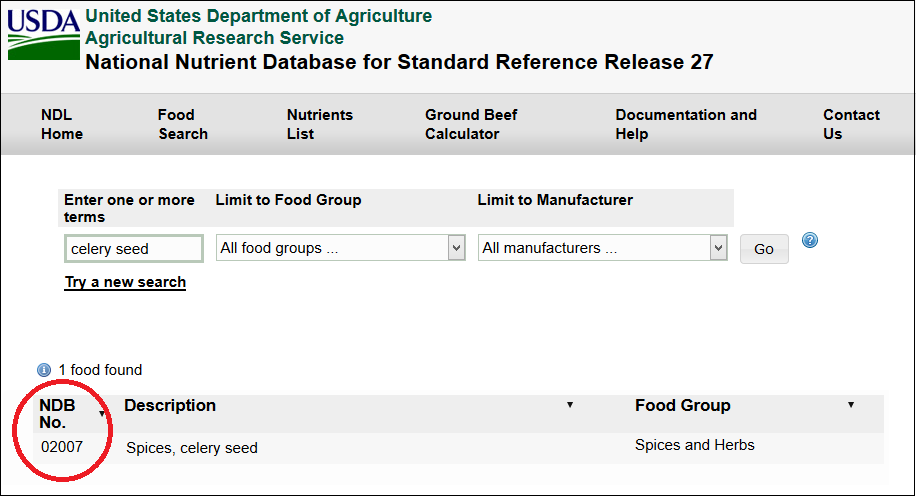 USDA
United States Department of Agriculture
Agricultural Research Service
National Nutrient Database for Standard Reference Release 27
NDL Home
Food Search
Nutrients List
Ground Beef Calculator
Documentation and Help
Contact Us
Enter one or more terms
Limit to Food Group
Limit to Manufacturer
celery seed
All food groups ...
All manufacturers ...
Go
?
Try a new search
i
1 food found
NDB No.
Description
Food Group
02007
Spices, celery seed
Spices and Herbs